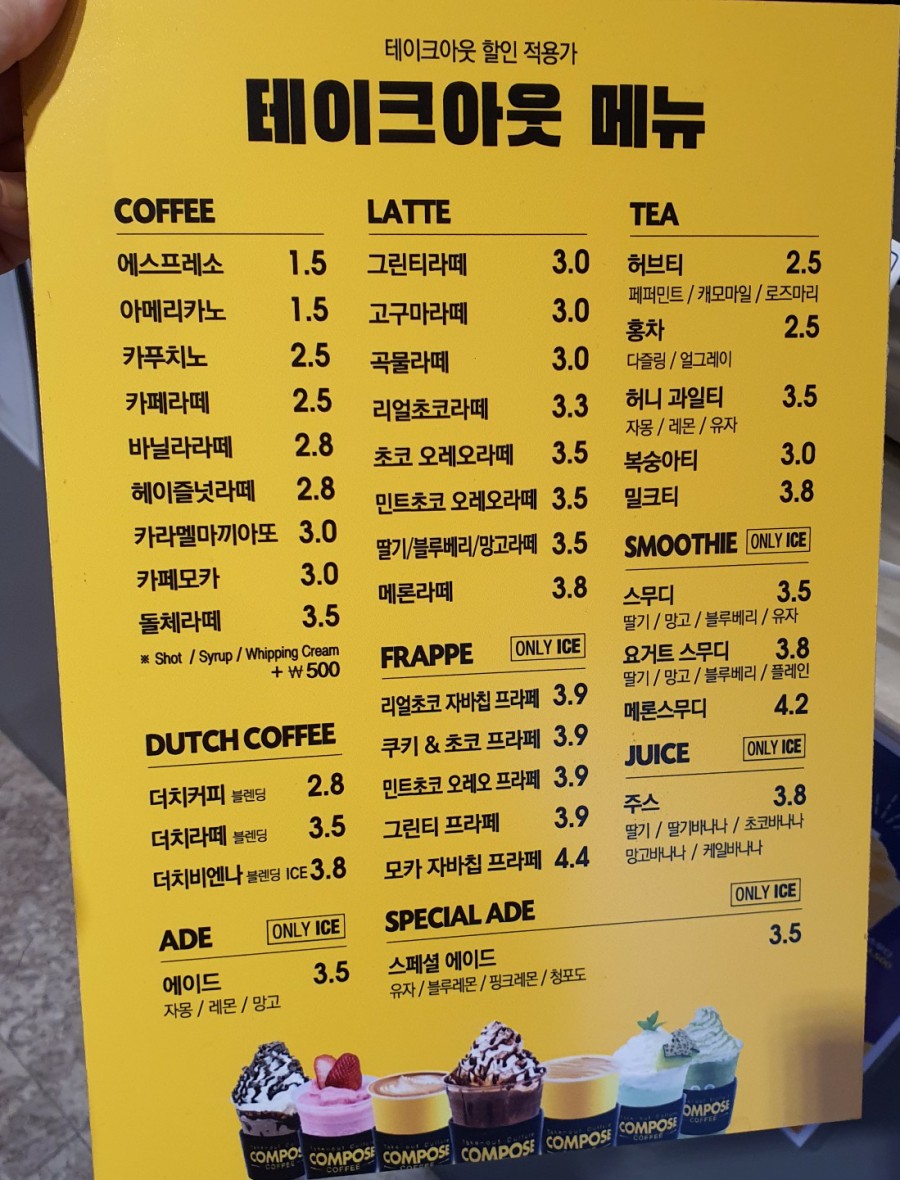 테이크아웃 할인 적용가
테이크아웃 메뉴
COFFEE
에스프레소 1.5
아메리카노 1.5
카푸치노 2.5
카페라떼 2.5
바닐라라떼 2.8
헤이즐넛라떼 2.8
카라멜마끼아또 3.0
카페모카 3.0
돌체라떼 3.5
※ Shot / Syrup / Whipping Cream
+ ₩500
DUTCH COFFEE
더치커피 블렌딩 2.8
더치라떼 블렌딩 3.5
더치비엔나 블렌딩 ICE 3.8
ADE ONLY ICE
에이드 3.5
자몽 / 레몬 / 망고
LATTE
그린티라떼 3.0
고구마라떼 3.0
곡물라떼 3.0
리얼초코라떼 3.3
초코 오레오라떼 3.5
민트초코 오레오라떼 3.5
딸기/블루베리/망고라떼 3.5
메론라떼 3.8
FRAPPE ONLY ICE
리얼초코 자바칩 프라페 3.9
쿠키 & 초코 프라페 3.9
민트초코 오레오 프라페 3.9
그린티 프라페 3.9
모카 자바칩 프라페 4.4
SPECIAL ADE ONLY ICE
스페셜 에이드 3.5
유자 / 블루레몬 / 핑크레몬 / 청포도
TEA
허브티 2.5
페퍼민트 / 캐모마일 / 로즈마리
홍차 2.5
다즐링 / 얼그레이
허니 과일티 3.5
자몽 / 레몬 / 유자
복숭아티 3.0
밀크티 3.8
SMOOTHIE ONLY ICE
스무디 3.5
딸기 / 망고 / 블루베리 / 유자
요거트 스무디 3.8
딸기 / 망고 / 블루베리 / 플레인
메론스무디 4.2
JUICE ONLY ICE
주스 3.8
딸기 / 딸기바나나 / 초코바나나
망고바나나 / 케일바나나
COMPOS
COFFEE
COMPOSE
COFFEE
COMPOSE
COFFEE
COMPOSE
COFFEE
COMPOSE
COFFEE
COMPOSE
COFFEE
OMPOSE
COFFEE